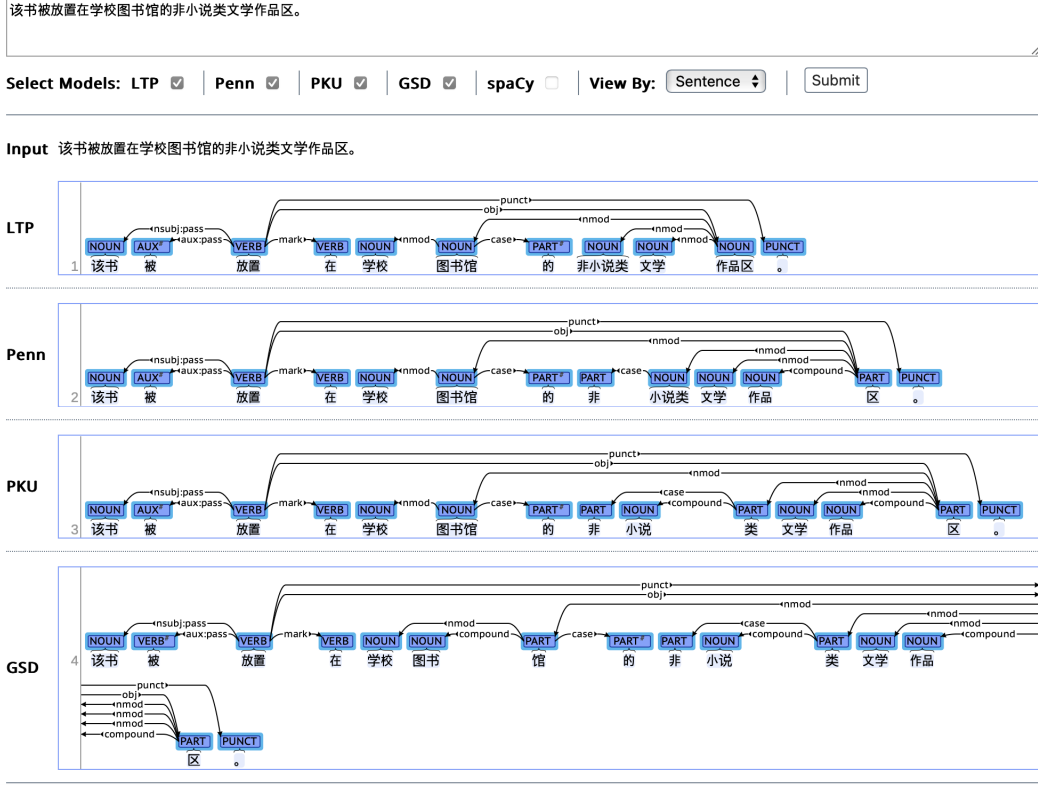 该书被放置在学校图书馆的非小说类文学作品区。
Select Models: LTP Penn PKU GSD spaCy View By: Sentence Submit
Input 该书被放置在学校图书馆的非小说类文学作品区。
LTP
punct
obj
nmod
nsubj:pass nmod
aux:pass mark nmod case nmod
NOUN AUX# VERB VERB NOUN NOUN PART# NOUN NOUN NOUN PUNCT
1 该书 被 放置 在 学校 图书馆 的 非小说类 文学 作品区 。
Penn
punct
obj
nmod
nmod
nsubj:pass nmod
aux:pass mark nmod case case compound
NOUN AUX# VERB VERB NOUN NOUN PART# PART NOUN NOUN NOUN PART PUNCT
2 该书 被 放置 在 学校 图书馆 的 非 小说类 文学 作品 区 。
PKU
punct
obj
nmod
nmod
nsubj:pass case nmod
aux:pass mark nmod case compound compound
NOUN AUX# VERB VERB NOUN NOUN PART# PART NOUN PART NOUN NOUN PART PUNCT
3 该书 被 放置 在 学校 图书馆 的 非 小说 类 文学 作品 区 。
GSD
punct
obj
nmod
nmod
nsubj:pass nmod case nmod
aux:pass mark compound case compound compound
NOUN VERB# VERB VERB NOUN NOUN PART PART# PART NOUN PART NOUN NOUN
4 该书 被 放置 在 学校 图书 馆 的 非 小说 类 文学 作品
punct
obj
nmod
nmod
nmod
compound
PART PUNCT
区 。